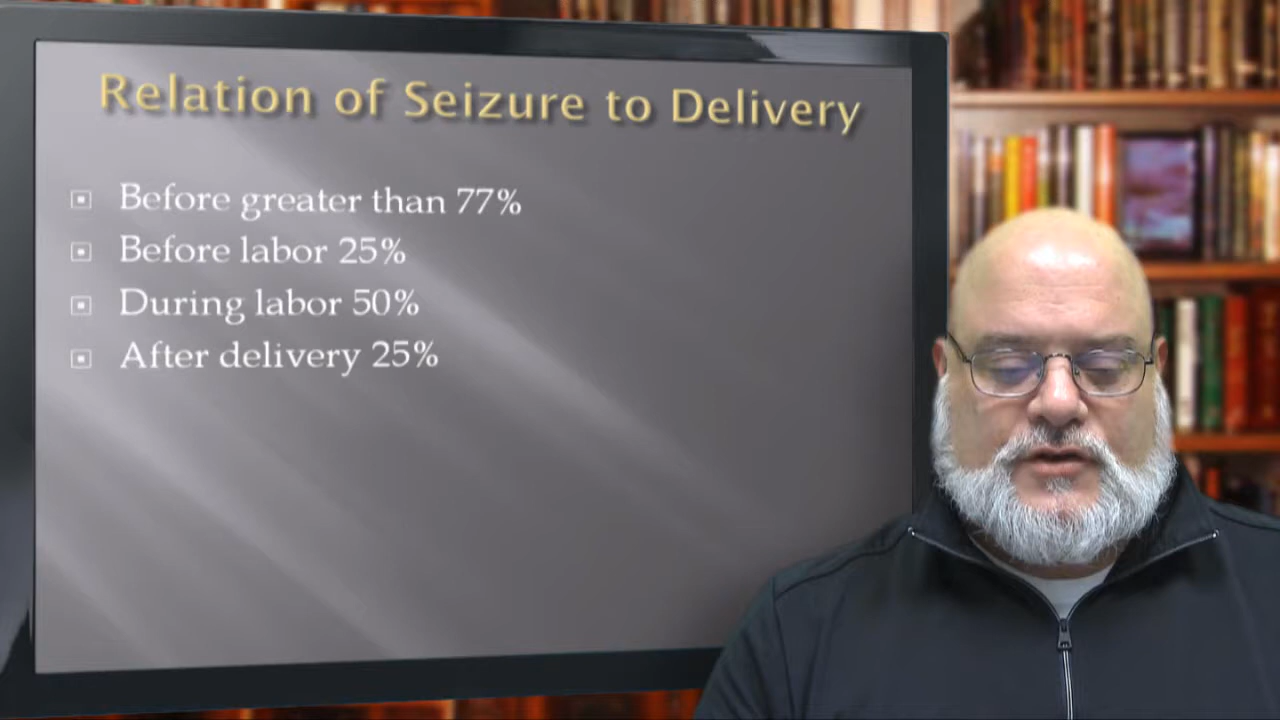 Relation of Seizure to Delivery
Before greater than 77%
Before labor 25%
During labor 50%
After delivery 25%